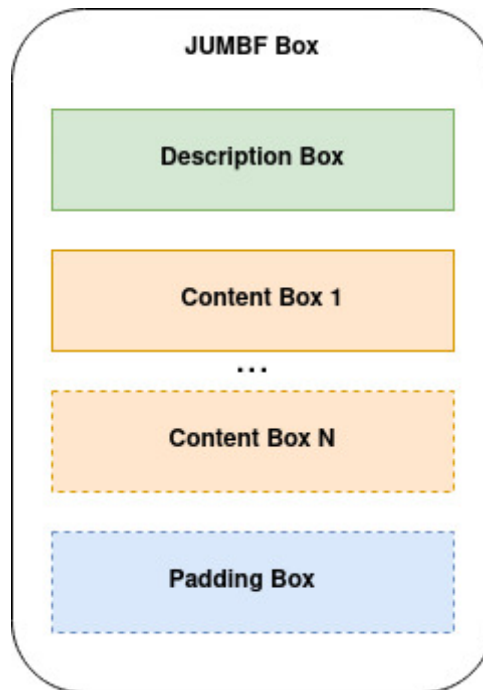 JUMBF Box
Description Box
Content Box 1
...
Content Box N
Padding Box